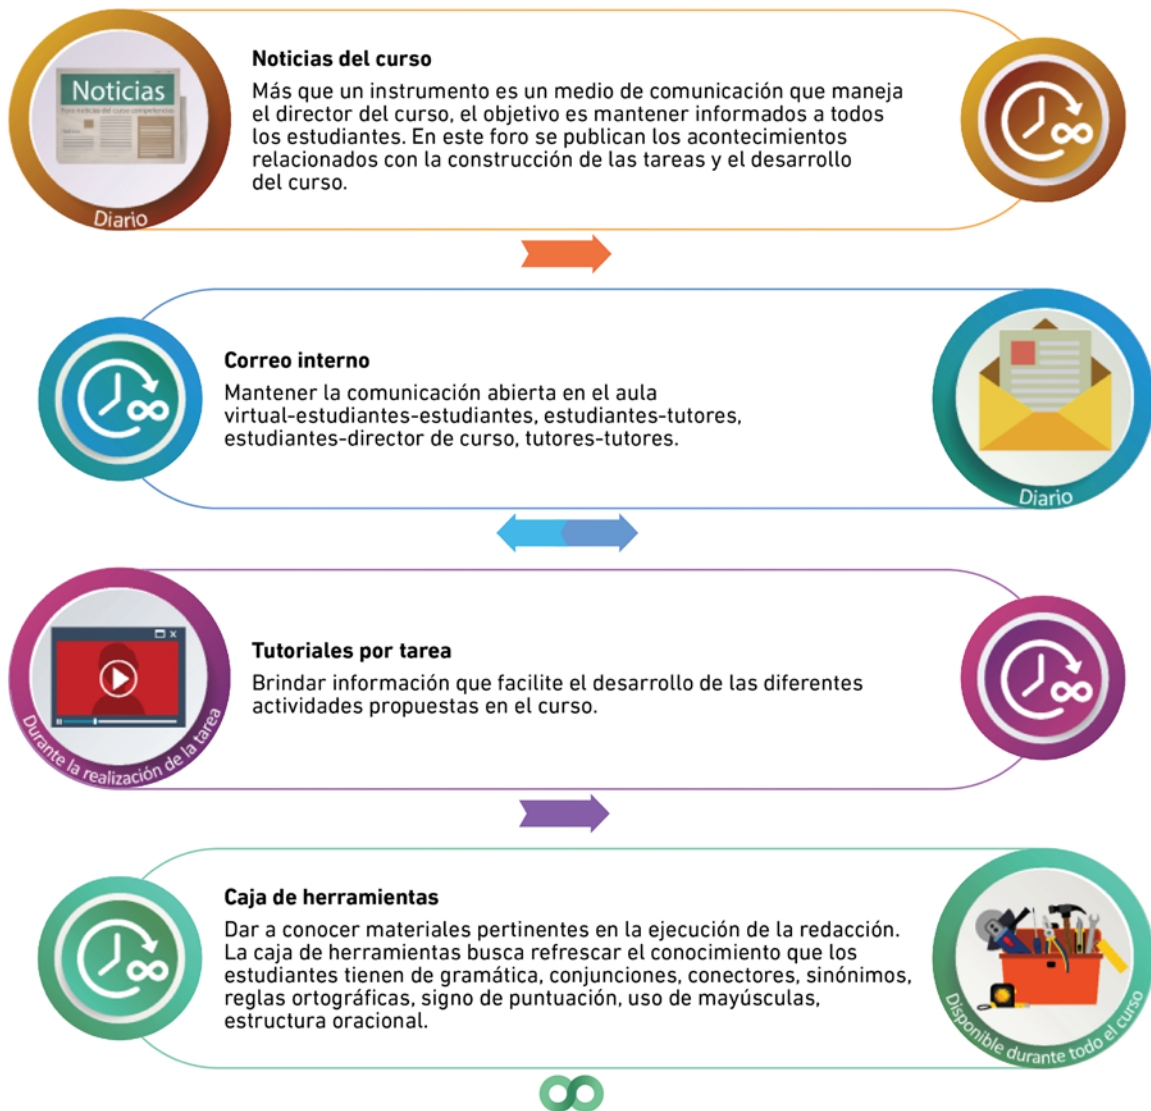 Noticias
Noticias del curso
Más que un instrumento es un medio de comunicación que maneja
el director del curso, el objetivo es mantener informados a todos
los estudiantes. En este foro se publican los acontecimientos
relacionados con la construcción de las tareas y el desarrollo
del curso.
Diario
Correo interno
Mantener la comunicación abierta en el aula
virtual-estudiantes-estudiantes, estudiantes-tutores,
estudiantes-director de curso, tutores-tutores.
Diario
Tutoriales por tarea
Brindar información que facilite el desarrollo de las diferentes
actividades propuestas en el curso.
Durante la realización de la tarea
Caja de herramientas
Dar a conocer materiales pertinentes en la ejecución de la redacción.
La caja de herramientas busca refrescar el conocimiento que los
estudiantes tienen de gramática, conjunciones, conectores, sinónimos,
reglas ortográficas, signo de puntuación, uso de mayúsculas,
estructura oracional.
Disponible durante todo el curso